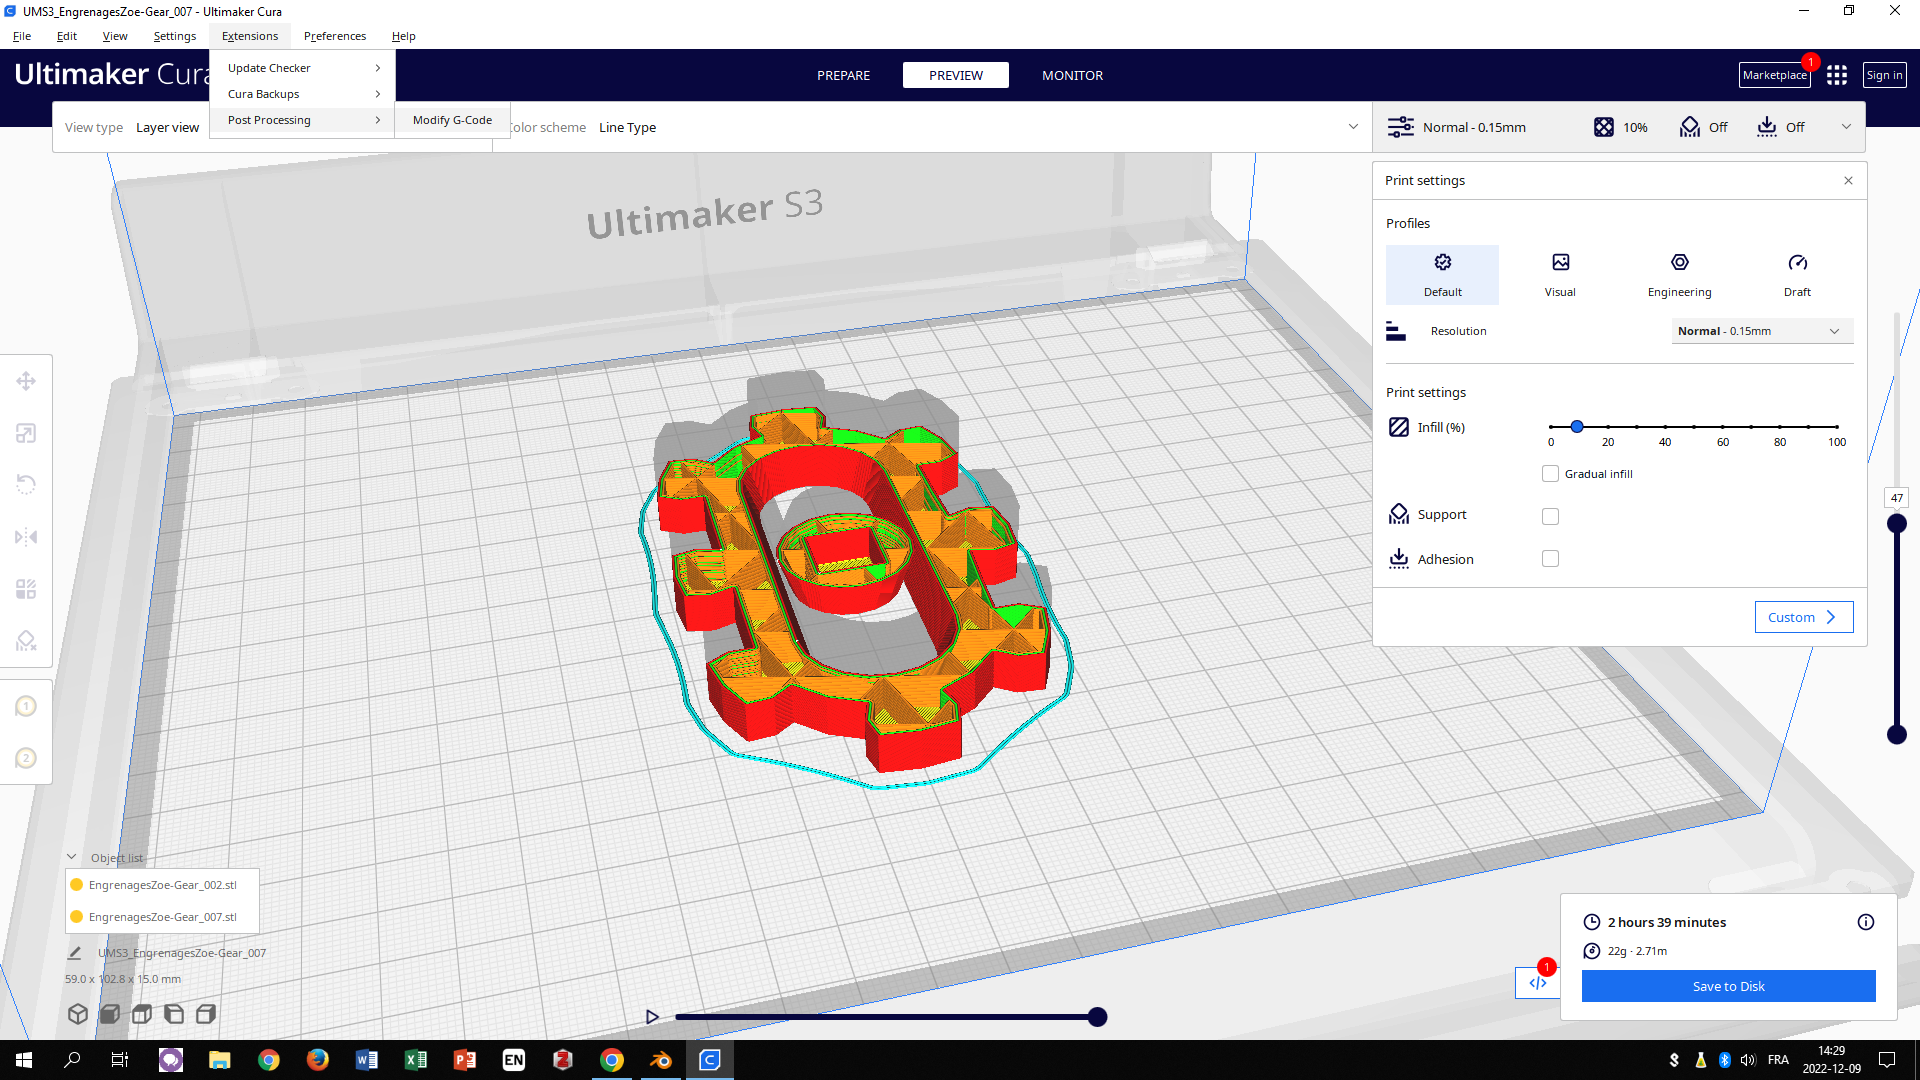 UMS3_EngrenagesZoe-Gear_007 - Ultimaker Cura
File Edit View Settings Extensions Preferences Help
Ultimaker Cura
Update Checker
Cura Backups
Post Processing
Modify G-Code
PREPARE PREVIEW MONITOR
Marketplace 1 Sign in
View type Layer view
olor scheme Line Type
Normal - 0.15mm 10% Off Off
Ultimaker S3
Print settings
Profiles
Default Visual Engineering Draft
Resolution Normal - 0.15mm
Print settings
Infill (%)
0 20 40 60 80 100
Gradual infill
Support
Adhesion
Custom
47
1
2
Object list
EngrenagesZoe-Gear_002.stl
EngrenagesZoe-Gear_007.stl
UMS3_EngrenagesZoe-Gear_007
59.0 x 102.8 x 15.0 mm
2 hours 39 minutes
22g · 2.71m
1
</>
Save to Disk
EN
FRA
14:29
2022-12-09